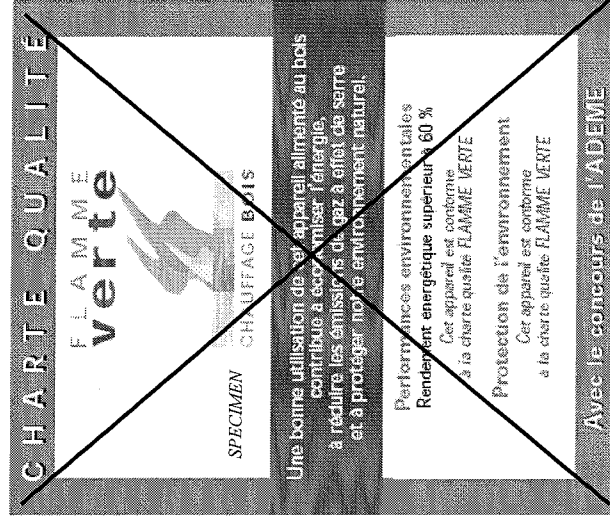 CHARTE QUALITÉ
FLAMME
verte
CHAUFFAGE BOIS
SPECIMEN
Une bonne utilisation de cet appareil alimenté au bois
contribue à économiser l'énergie,
à réduire les émissions de gaz à effet de serre
et à protéger notre environnement naturel.
Performances environnementales
Rendement énergétique supérieur à 60 %
Cet appareil est conforme
à la charte qualité FLAMME VERTE
Protection de l'environnement
Cet appareil est conforme
à la charte qualité FLAMME VERTE
Avec le concours de l'ADEME